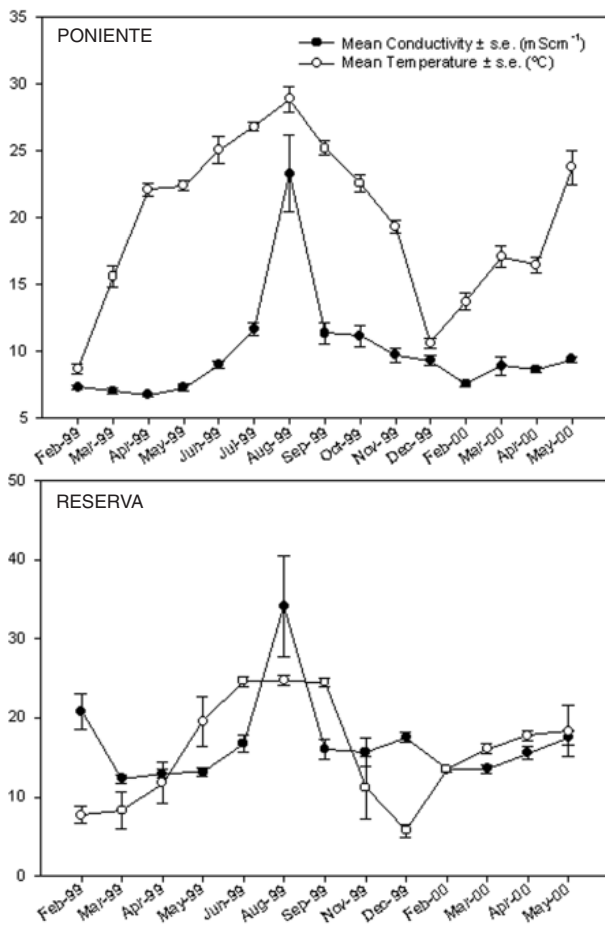 35
30
25
20
15
10
5
PONIENTE
Mean Conductivity ± s.e. (mScm⁻¹)
Mean Temperature ± s.e. (ºC)
Feb-99
Mar-99
Apr-99
May-99
Jun-99
Jul-99
Aug-99
Sep-99
Oct-99
Nov-99
Dec-99
Feb-00
Mar-00
Apr-00
May-00
50
40
30
20
10
0
RESERVA
Feb-99
Mar-99
Apr-99
May-99
Jun-99
Aug-99
Sep-99
Nov-99
Dec-99
Feb-00
Mar-00
Apr-00
May-00